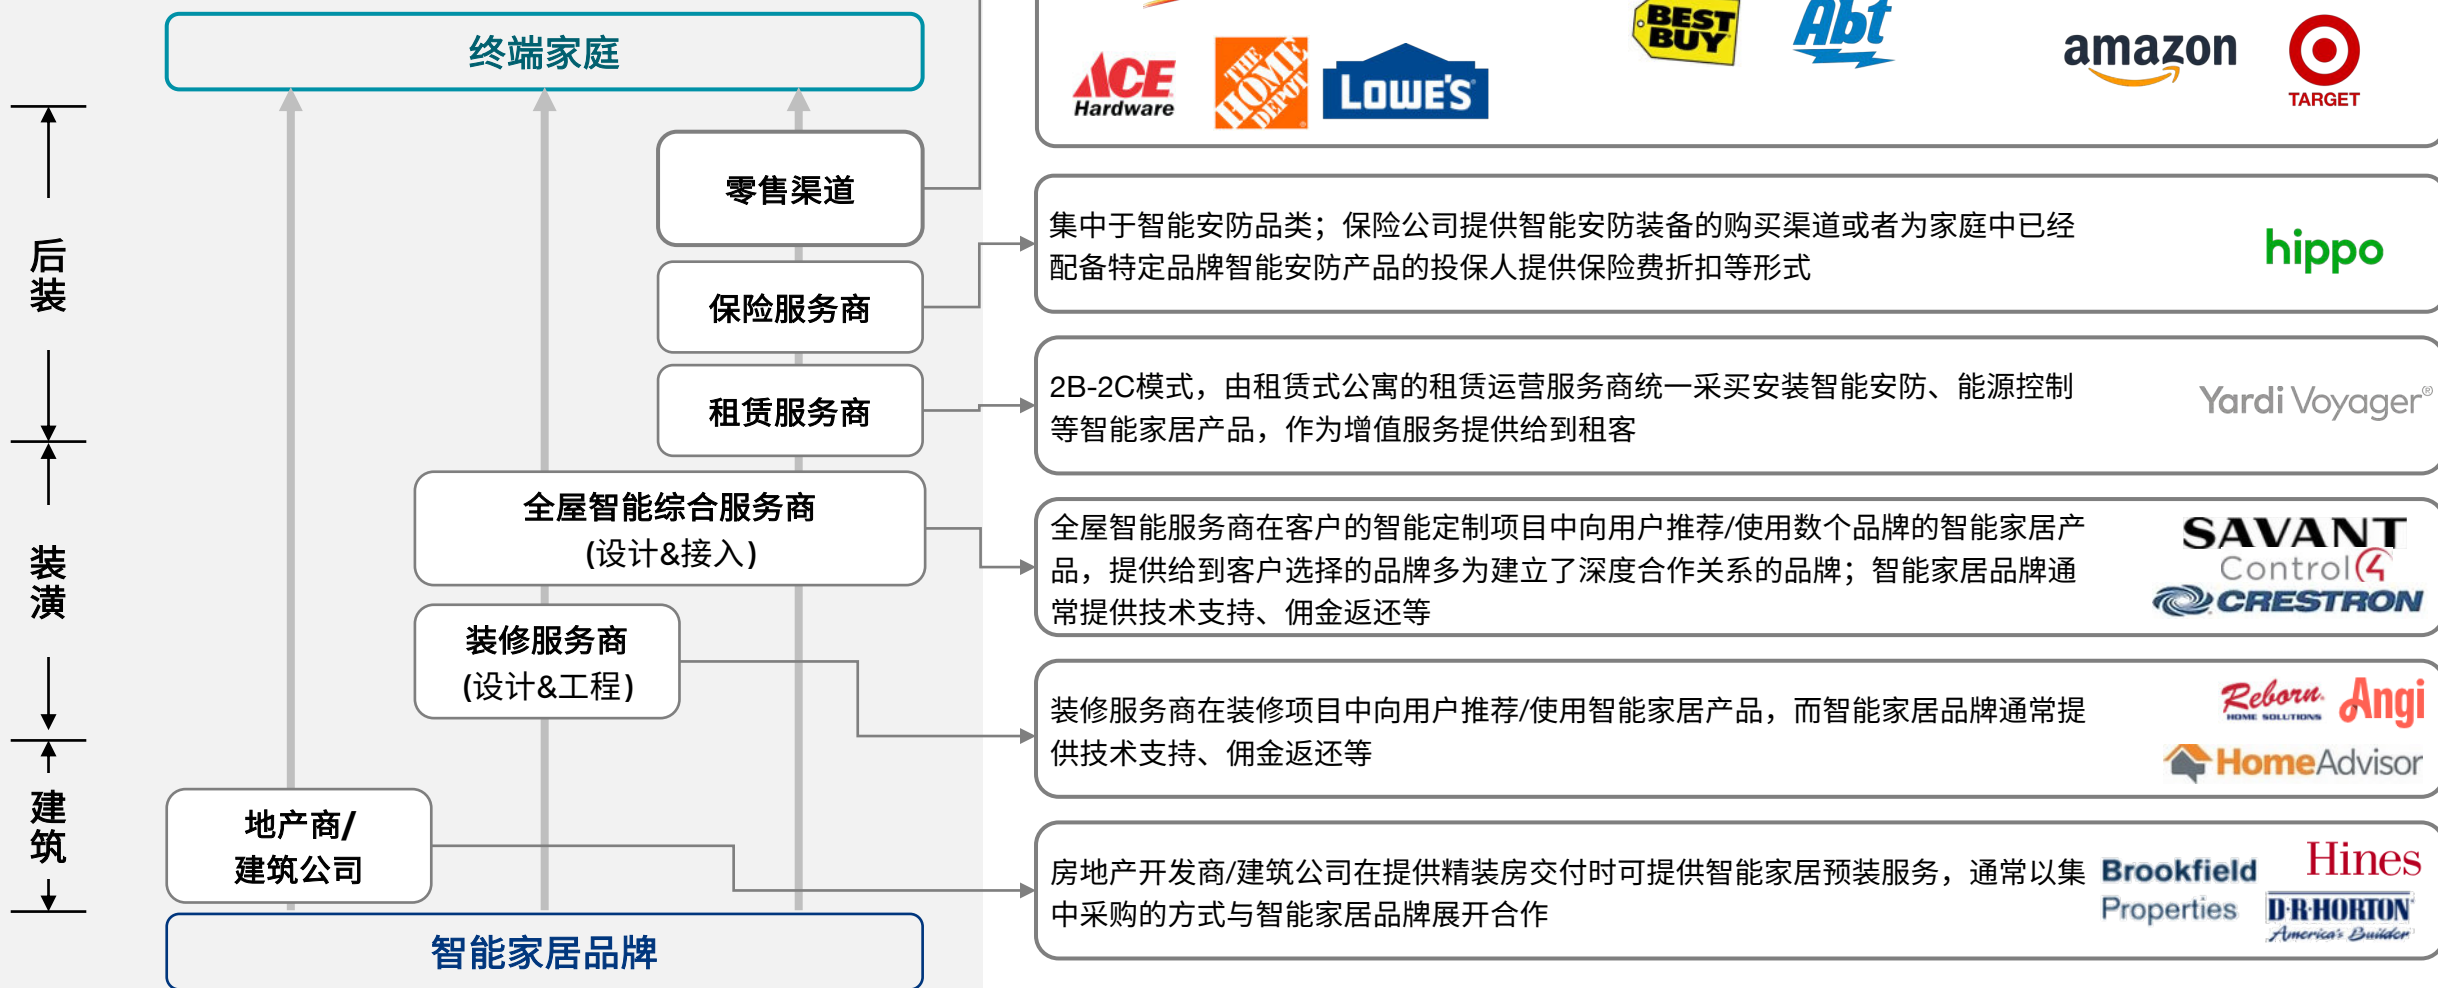 终端家庭
BEST
BUY
Abt
amazon
TARGET
ACE
Hardware
THE
HOME
DEPOT
LOWE'S
后装
零售渠道
保险服务商
集中于智能安防品类；保险公司提供智能安防装备的购买渠道或者为家庭中已经
配备特定品牌智能安防产品的投保人提供保险费折扣等形式
hippo
租赁服务商
2B-2C模式，由租赁式公寓的租赁运营服务商统一采买安装智能安防、能源控制
等智能家居产品，作为增值服务提供给到租客
Yardi Voyager®
装潢
全屋智能综合服务商
(设计&接入)
全屋智能服务商在客户的智能定制项目中向用户推荐/使用数个品牌的智能家居产
品，提供给到客户选择的品牌多为建立了深度合作关系的品牌；智能家居品牌通
常提供技术支持、佣金返还等
SAVANT
Control4
CRESTRON
装修服务商
(设计&工程)
装修服务商在装修项目中向用户推荐/使用智能家居产品，而智能家居品牌通常提
供技术支持、佣金返还等
Reborn
HOME SOLUTIONS
Angi
HomeAdvisor
建筑
地产商/
建筑公司
房地产开发商/建筑公司在提供精装房交付时可提供智能家居预装服务，通常以集
中采购的方式与智能家居品牌展开合作
Brookfield
Properties
Hines
D·R·HORTON
America's Builder
智能家居品牌